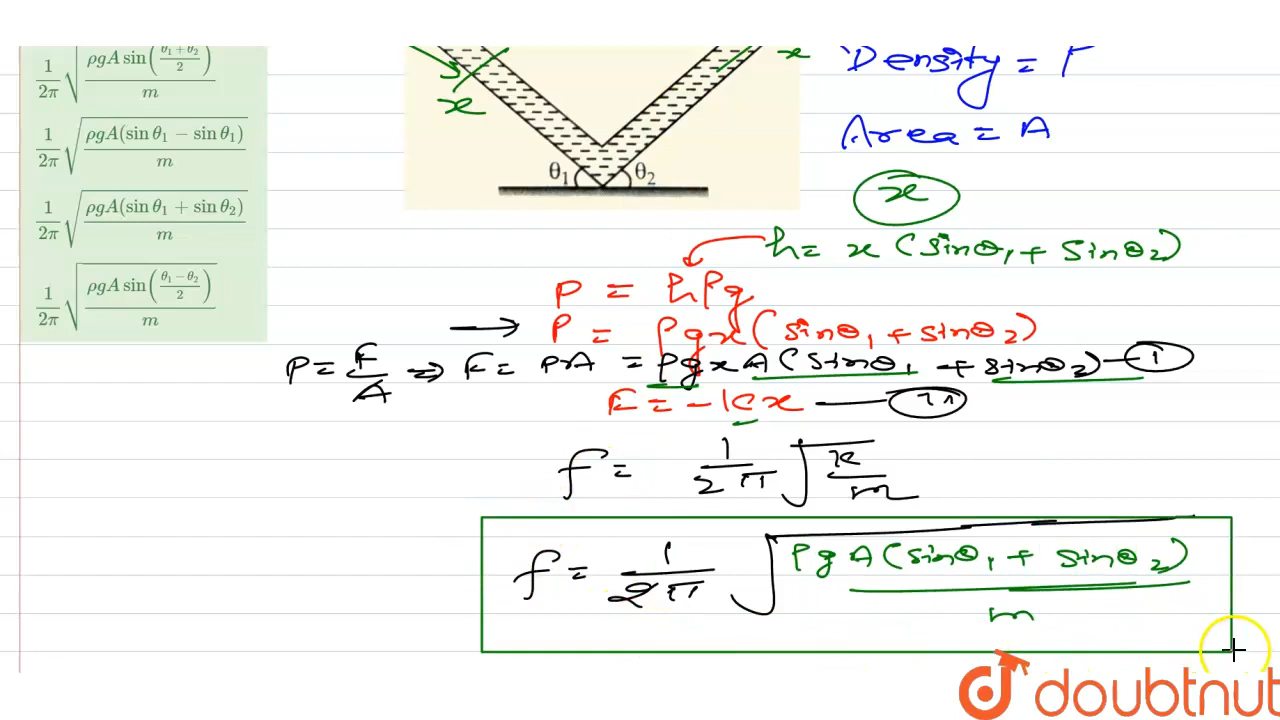 1/2π √(ρgA sin((θ₁+θ₂)/2)/m)
1/2π √(ρgA(sin θ₁ − sin θ₁)/m)
1/2π √(ρgA(sin θ₁ + sin θ₂)/m)
1/2π √(ρgA sin((θ₁−θ₂)/2)/m)
x
x
θ₁ θ₂
Density = ρ
Area = A
x
h = x (sinθ₁ + sinθ₂)
P = hρg
→ P = ρgx(sinθ₁ + sinθ₂)
P = F/A ⇒ F = P×A = ρgxA(sinθ₁ + sinθ₂) — 1
F = -kx — II
f = 1/2π √(k/m)
f = 1/2π √(ρgA(sinθ₁ + sinθ₂)/m)
doubtnut